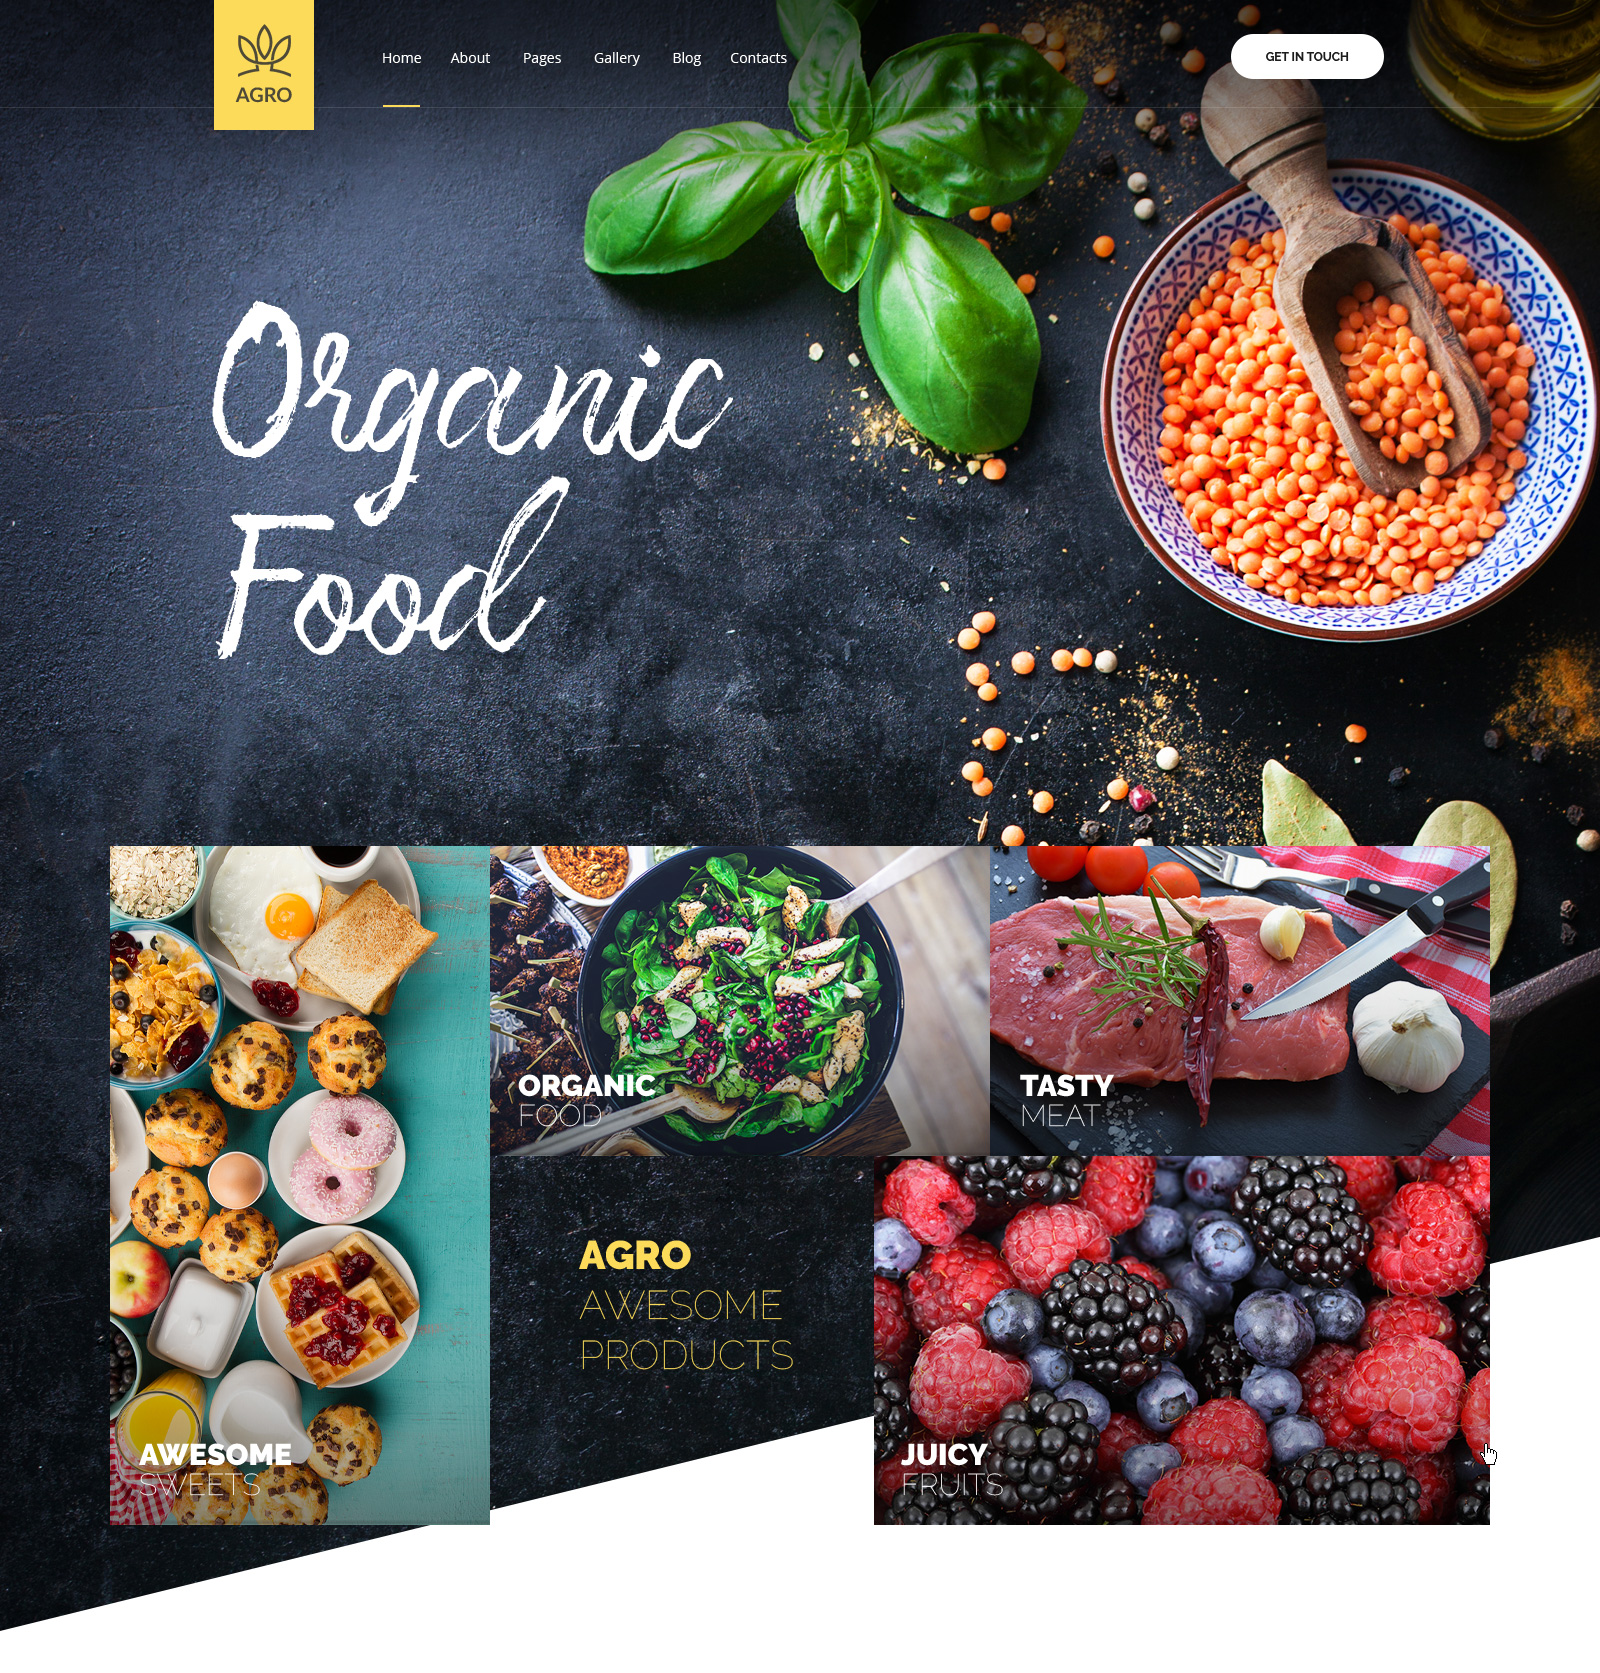 AGRO
Home About Pages Gallery Blog Contacts
GET IN TOUCH
Organic
Food
ORGANIC
FOOD
TASTY
MEAT
AGRO
AWESOME
PRODUCTS
AWESOME
SWEETS
JUICY
FRUITS